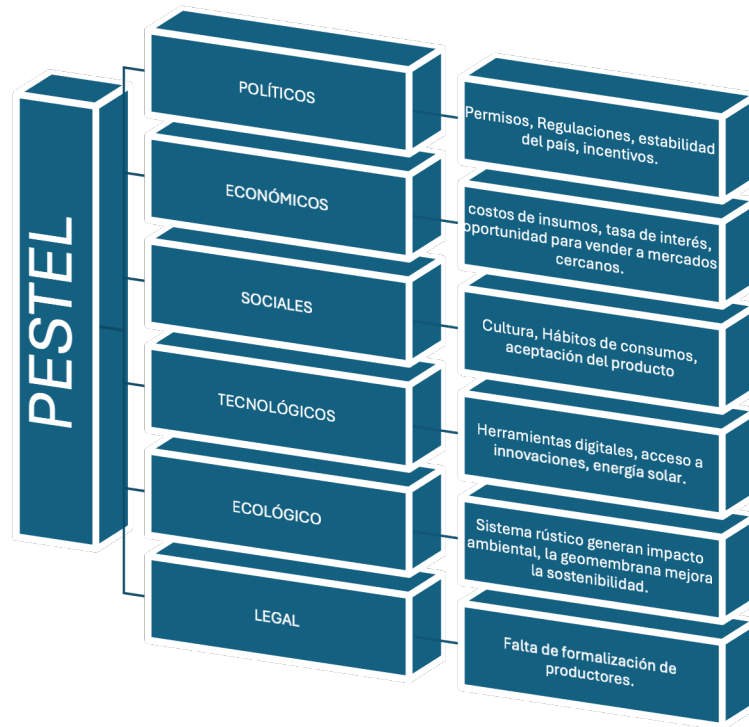 PESTEL
POLÍTICOS
Permisos, Regulaciones, estabilidad
del país, incentivos.
ECONÓMICOS
costos de insumos, tasa de interés,
oportunidad para vender a mercados
cercanos.
SOCIALES
Cultura, Hábitos de consumos,
aceptación del producto
TECNOLÓGICOS
Herramientas digitales, acceso a
innovaciones, energía solar.
ECOLÓGICO
Sistema rústico generan impacto
ambiental, la geomembrana mejora
la sostenibilidad.
LEGAL
Falta de formalización de
productores.